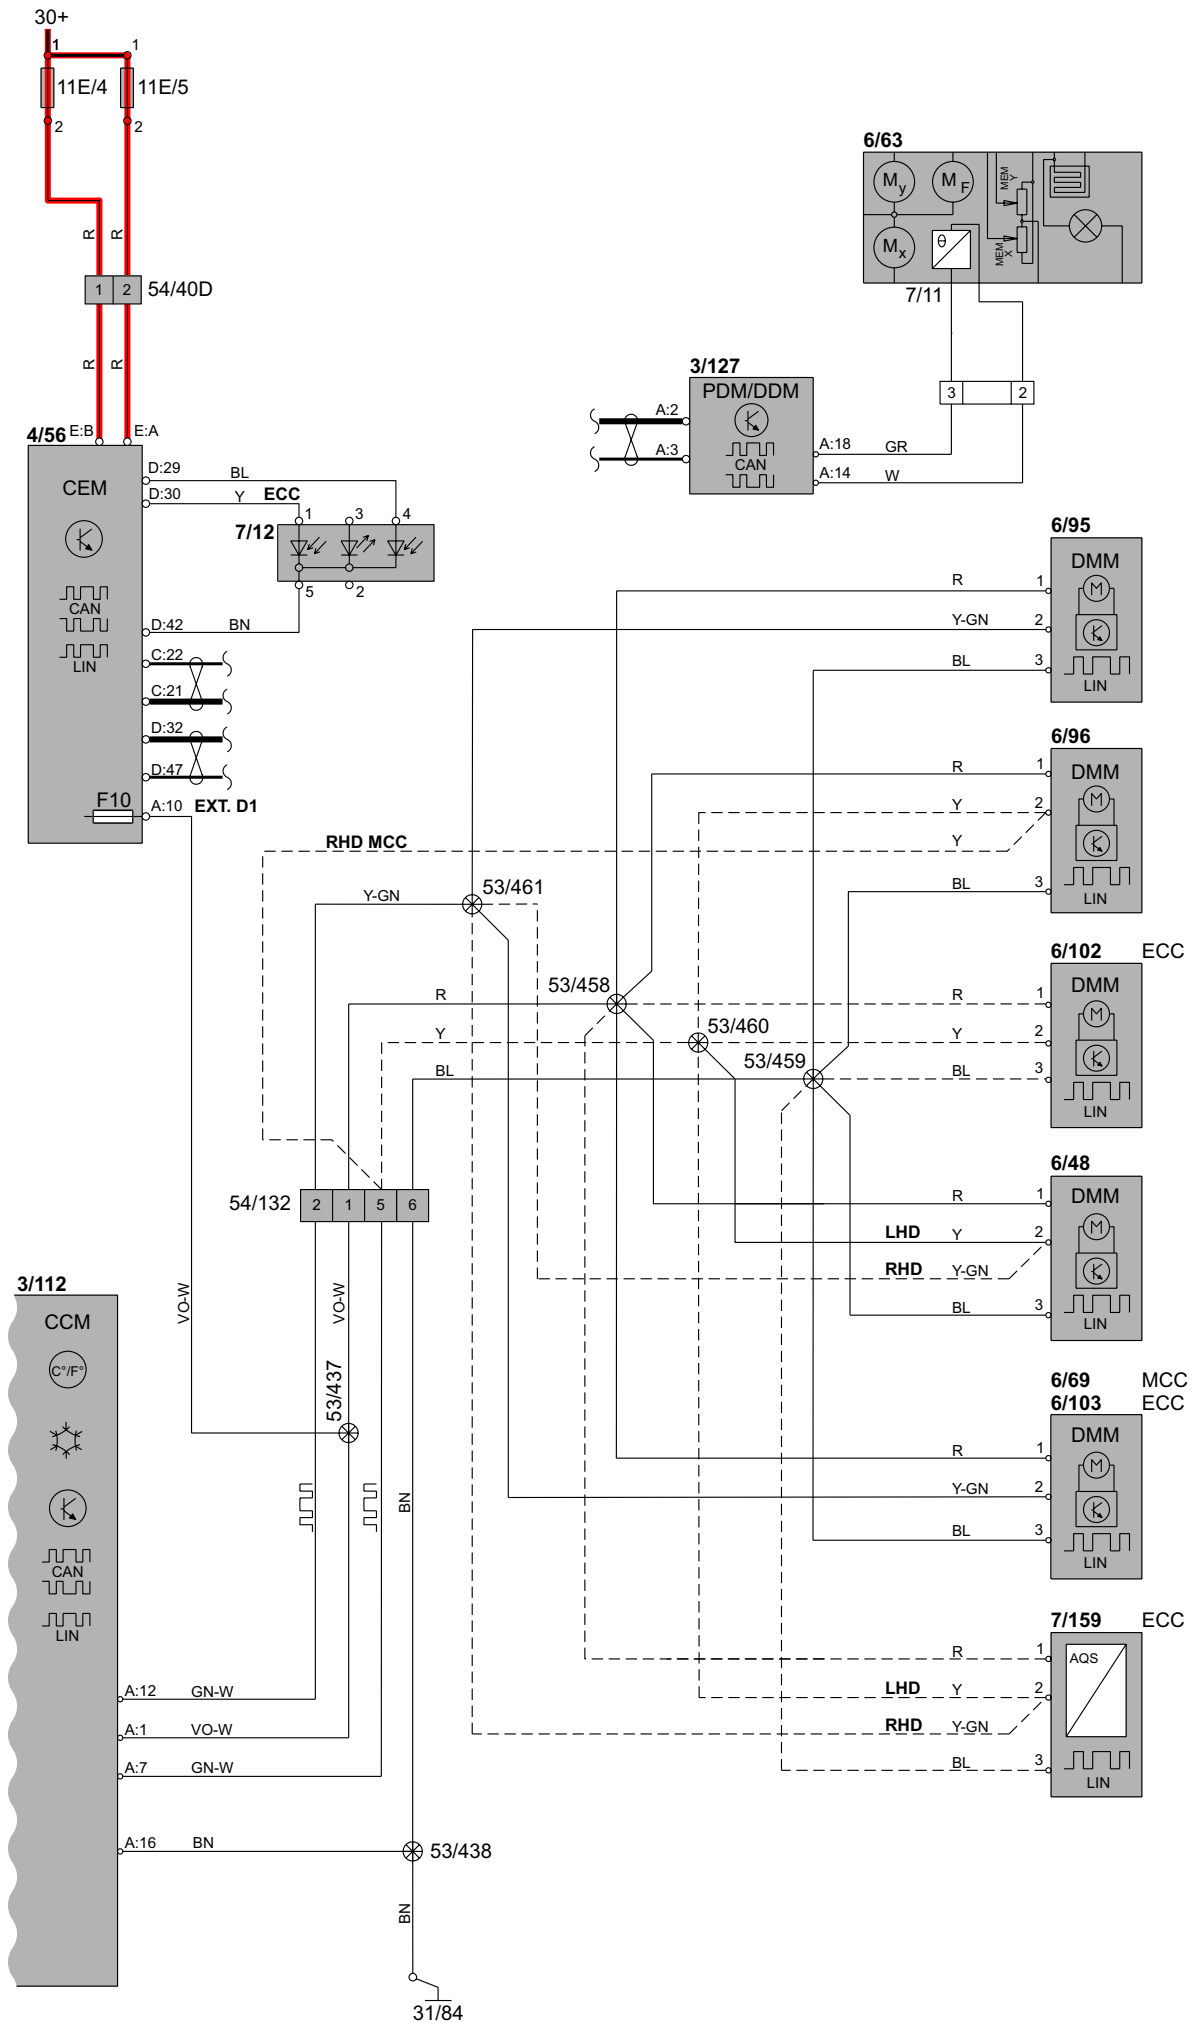 30+
1 1
11E/4 11E/5
2 2
R R
1 2 54/40D
R R
4/56 E:B E:A
CEM
CAN
LIN
F10
D:29 BL
D:30 Y ECC
7/12 1 3 4
5 2
D:42 BN
C:22
C:21
D:32
D:47
A:10 EXT. D1
6/63
My MF
Mx
MEM Y
MEM X
θ
7/11
3 2
3/127
PDM/DDM
CAN
A:2
A:3
A:18 GR
A:14 W
6/95
DMM
M
LIN
R 1
Y-GN 2
BL 3
6/96
DMM
M
LIN
R 1
Y 2
Y
BL 3
RHD MCC
Y-GN 53/461
R 53/458
Y 53/460
BL 53/459
6/102 ECC
DMM
M
LIN
R 1
Y 2
BL 3
6/48
DMM
M
LIN
R 1
LHD Y 2
RHD Y-GN
BL 3
54/132 2 1 5 6
VO-W VO-W
53/437
BN
6/69 MCC
6/103 ECC
DMM
M
LIN
R 1
Y-GN 2
BL 3
7/159 ECC
AQS
LIN
R 1
LHD Y 2
RHD Y-GN
BL 3
3/112
CCM
C°/F°
CAN
LIN
A:12 GN-W
A:1 VO-W
A:7 GN-W
A:16 BN 53/438
BN
31/84